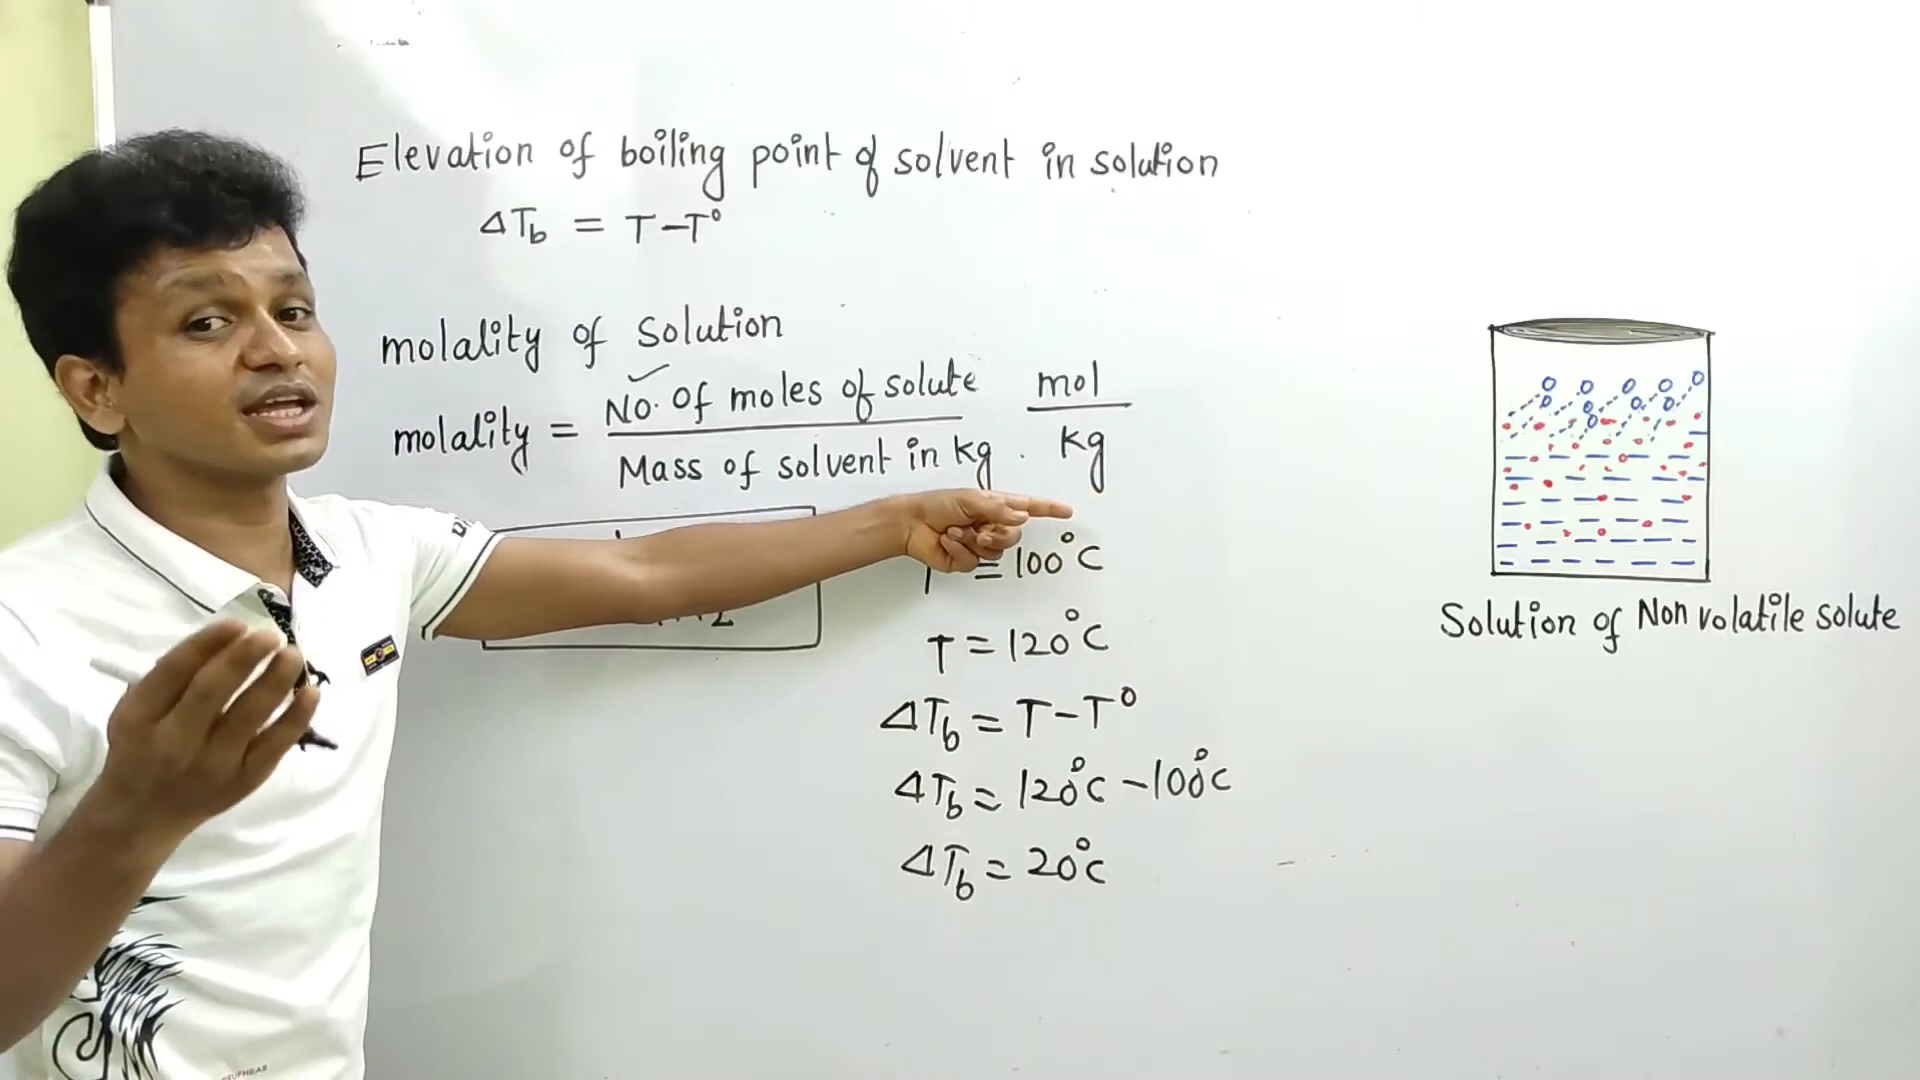 Elevation of boiling point of solvent in solution
ΔTb = T-T°
molality of Solution
molality = No. Of moles of solute / Mass of solvent in kg . mol / kg
= 100°C
T = 120°C
ΔTb = T-T°
ΔTb = 120°C - 100°C
ΔTb = 20°C
Solution of Non volatile solute